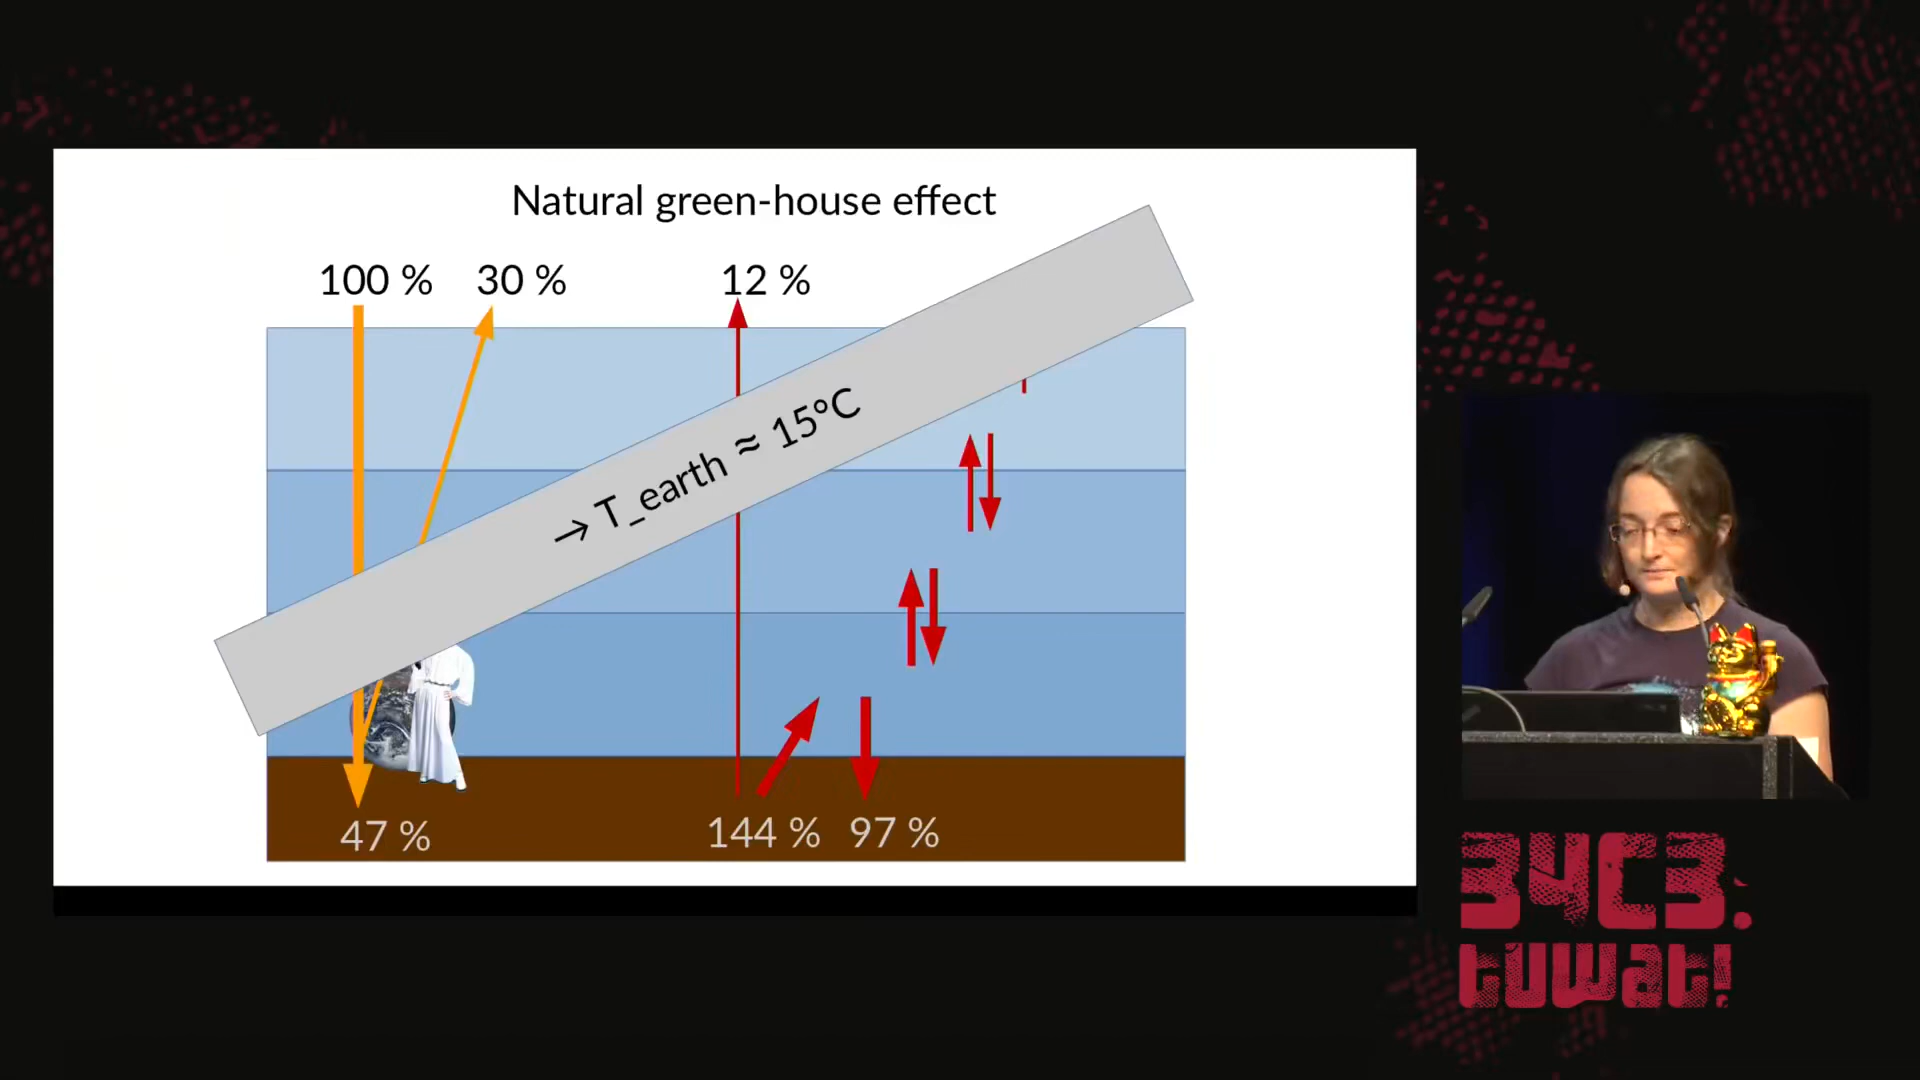 Natural green-house effect
100 % 30 % 12 %
→ T_earth ≈ 15°C
47 % 144 % 97 %
34C3.
tuwat!